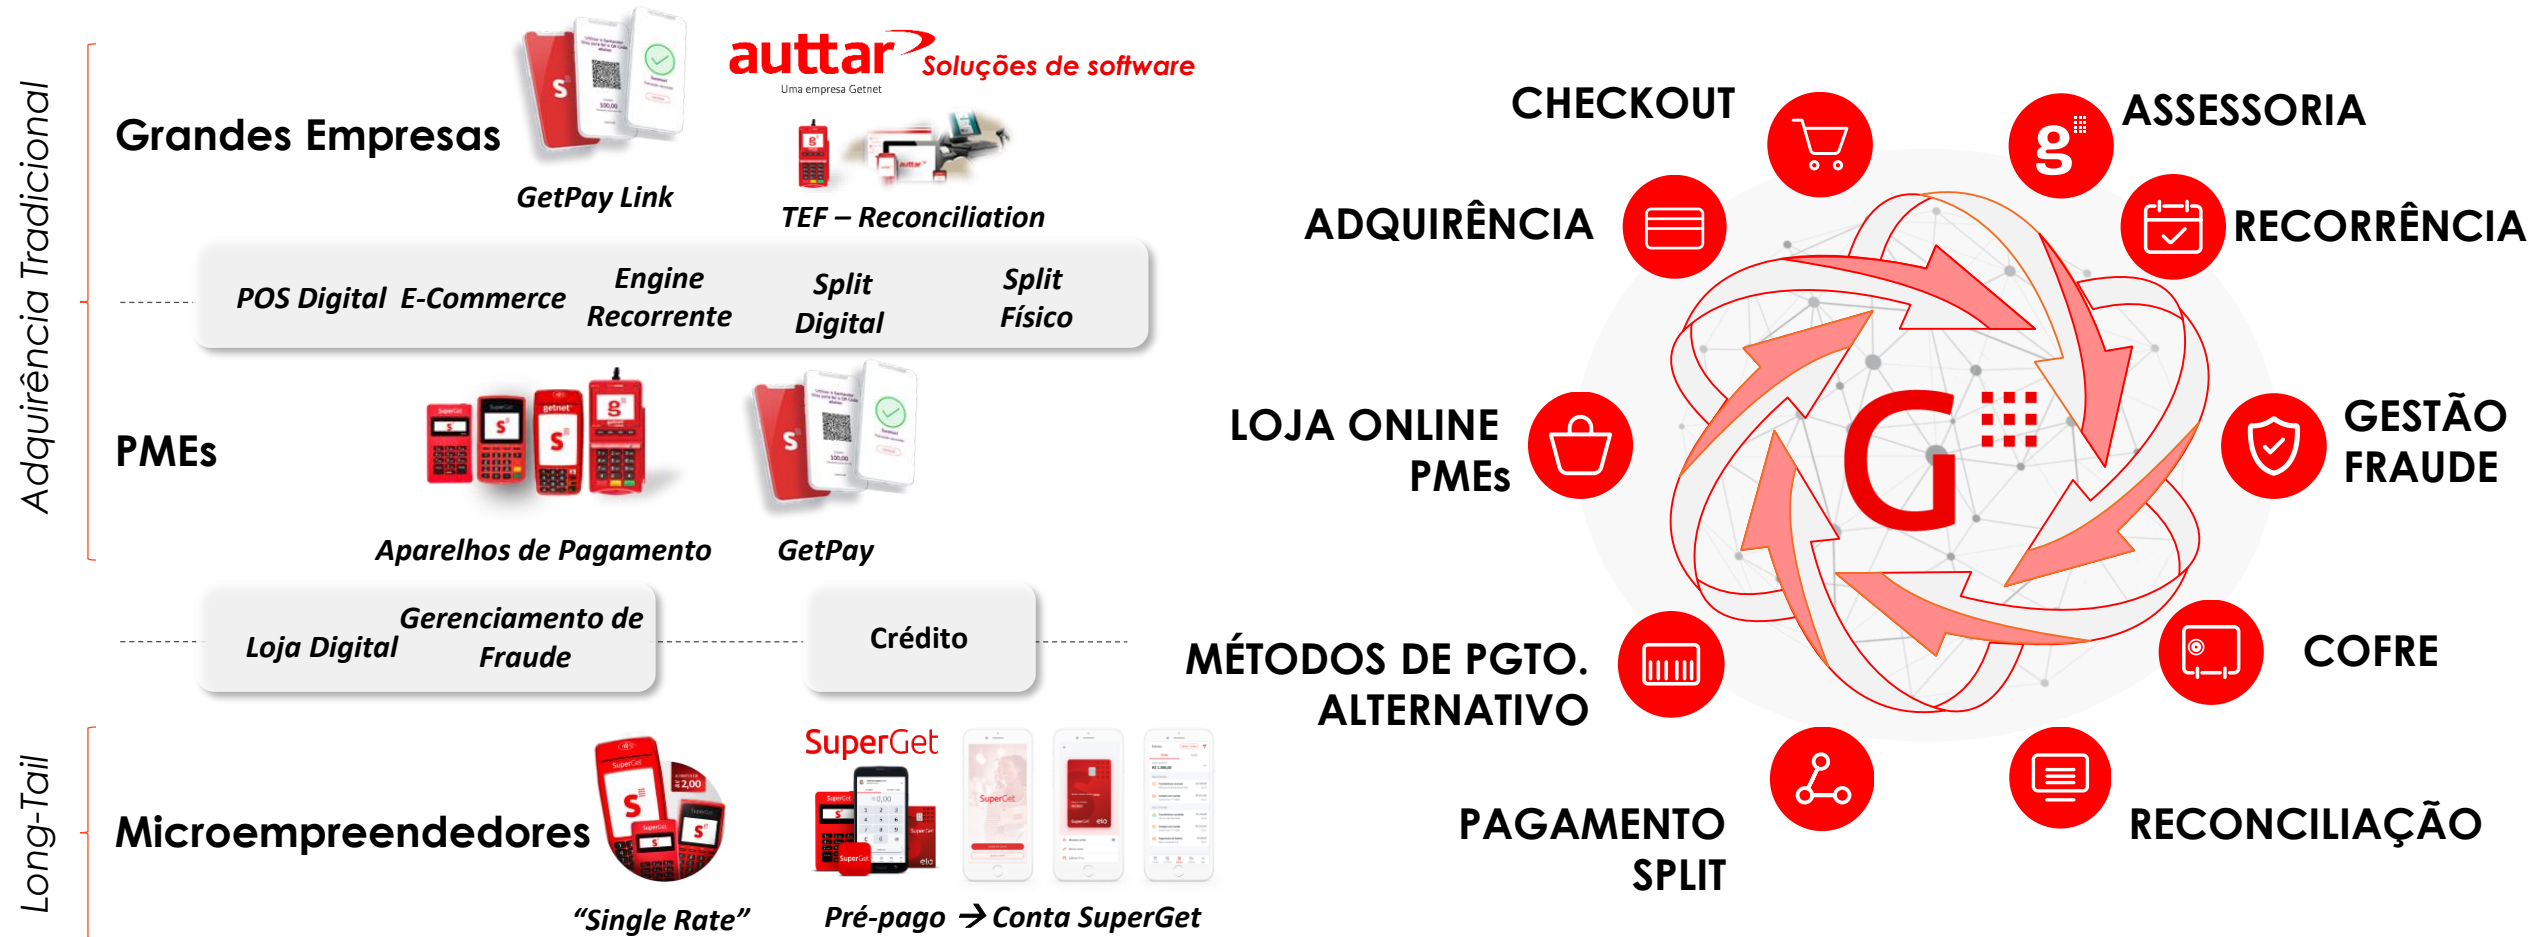 Adquirência Tradicional
Grandes Empresas
GetPay Link
auttar
Soluções de software
Uma empresa Getnet
TEF – Reconciliation
POS Digital
E-Commerce
Engine
Recorrente
Split
Digital
Split
Físico
PMEs
Aparelhos de Pagamento
GetPay
Loja Digital
Gerenciamento de
Fraude
Crédito
Long-Tail
Microempreendedores
“Single Rate”
SuperGet
Pré-pago → Conta SuperGet
CHECKOUT
g
ASSESSORIA
ADQUIRÊNCIA
RECORRÊNCIA
LOJA ONLINE
PMEs
G
GESTÃO
FRAUDE
MÉTODOS DE PGTO.
ALTERNATIVO
COFRE
PAGAMENTO
SPLIT
RECONCILIAÇÃO